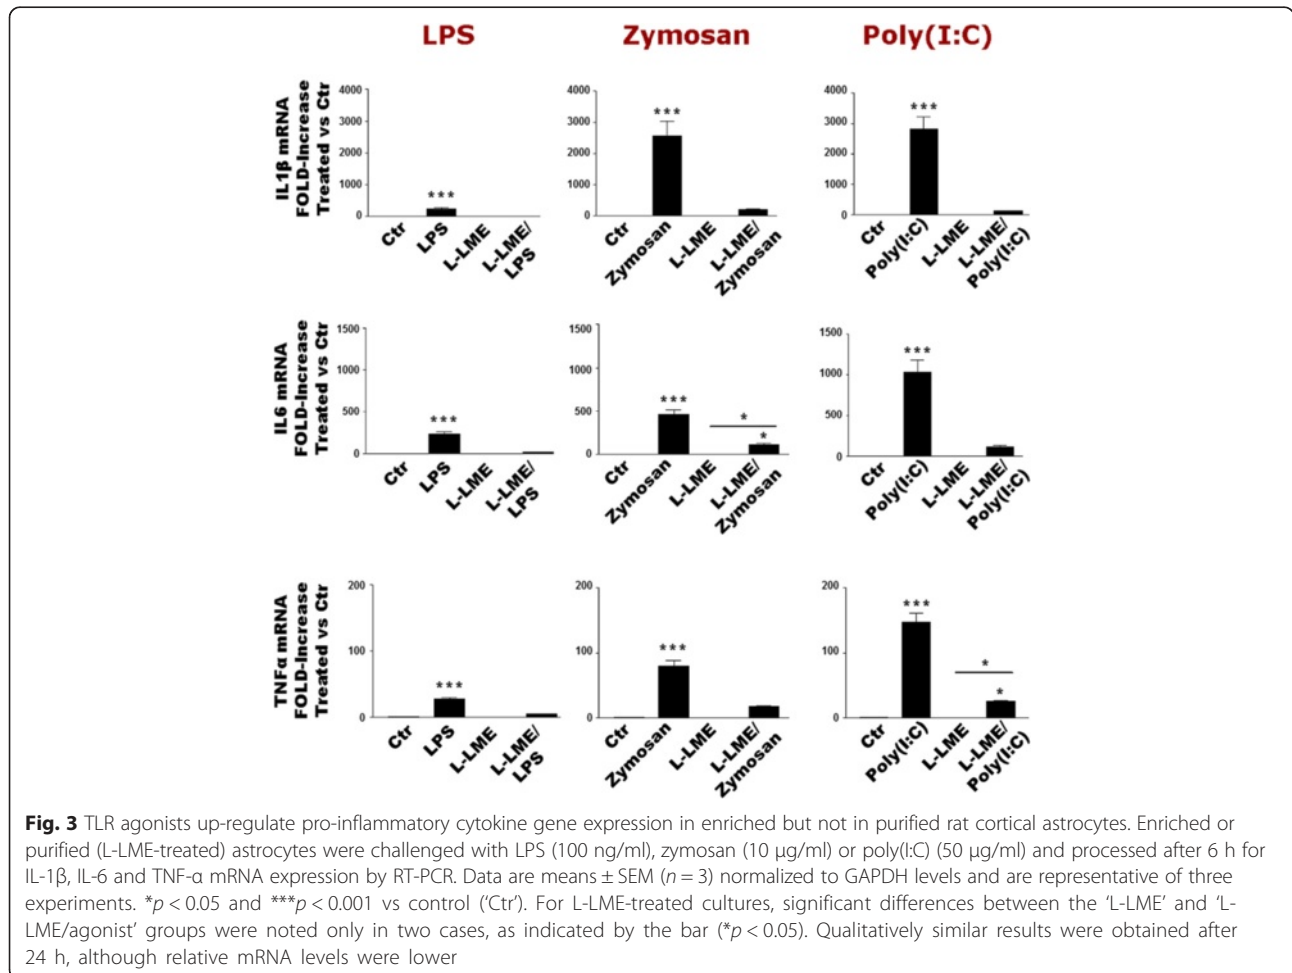 LPS Zymosan Poly(I:C)
IL1β mRNA
FOLD-Increase
Treated vs Ctr
4000
3000
2000
1000
0
***
Ctr
LPS
L-LME
L-LME/
LPS
4000
3000
2000
1000
0
***
Ctr
Zymosan
L-LME
L-LME/
Zymosan
4000
3000
2000
1000
0
***
Ctr
Poly(I:C)
L-LME
L-LME/
Poly(I:C)
IL6 mRNA
FOLD-Increase
Treated vs Ctr
1500
1000
500
0
***
Ctr
LPS
L-LME
L-LME/
LPS
1500
1000
500
0
***
*
*
Ctr
Zymosan
L-LME
L-LME/
Zymosan
1500
1000
500
0
***
Ctr
Poly(I:C)
L-LME
L-LME/
Poly(I:C)
TNFα mRNA
FOLD-Increase
Treated vs Ctr
200
100
0
***
Ctr
LPS
L-LME
L-LME/
LPS
200
100
0
***
Ctr
Zymosan
L-LME
L-LME/
Zymosan
200
100
0
***
*
*
Ctr
Poly(I:C)
L-LME
L-LME/
Poly(I:C)
Fig. 3 TLR agonists up-regulate pro-inflammatory cytokine gene expression in enriched but not in purified rat cortical astrocytes. Enriched or
purified (L-LME-treated) astrocytes were challenged with LPS (100 ng/ml), zymosan (10 μg/ml) or poly(I:C) (50 μg/ml) and processed after 6 h for
IL-1β, IL-6 and TNF-α mRNA expression by RT-PCR. Data are means ± SEM (n = 3) normalized to GAPDH levels and are representative of three
experiments. *p < 0.05 and ***p < 0.001 vs control ('Ctr'). For L-LME-treated cultures, significant differences between the 'L-LME' and 'L-
LME/agonist' groups were noted only in two cases, as indicated by the bar (*p < 0.05). Qualitatively similar results were obtained after
24 h, although relative mRNA levels were lower